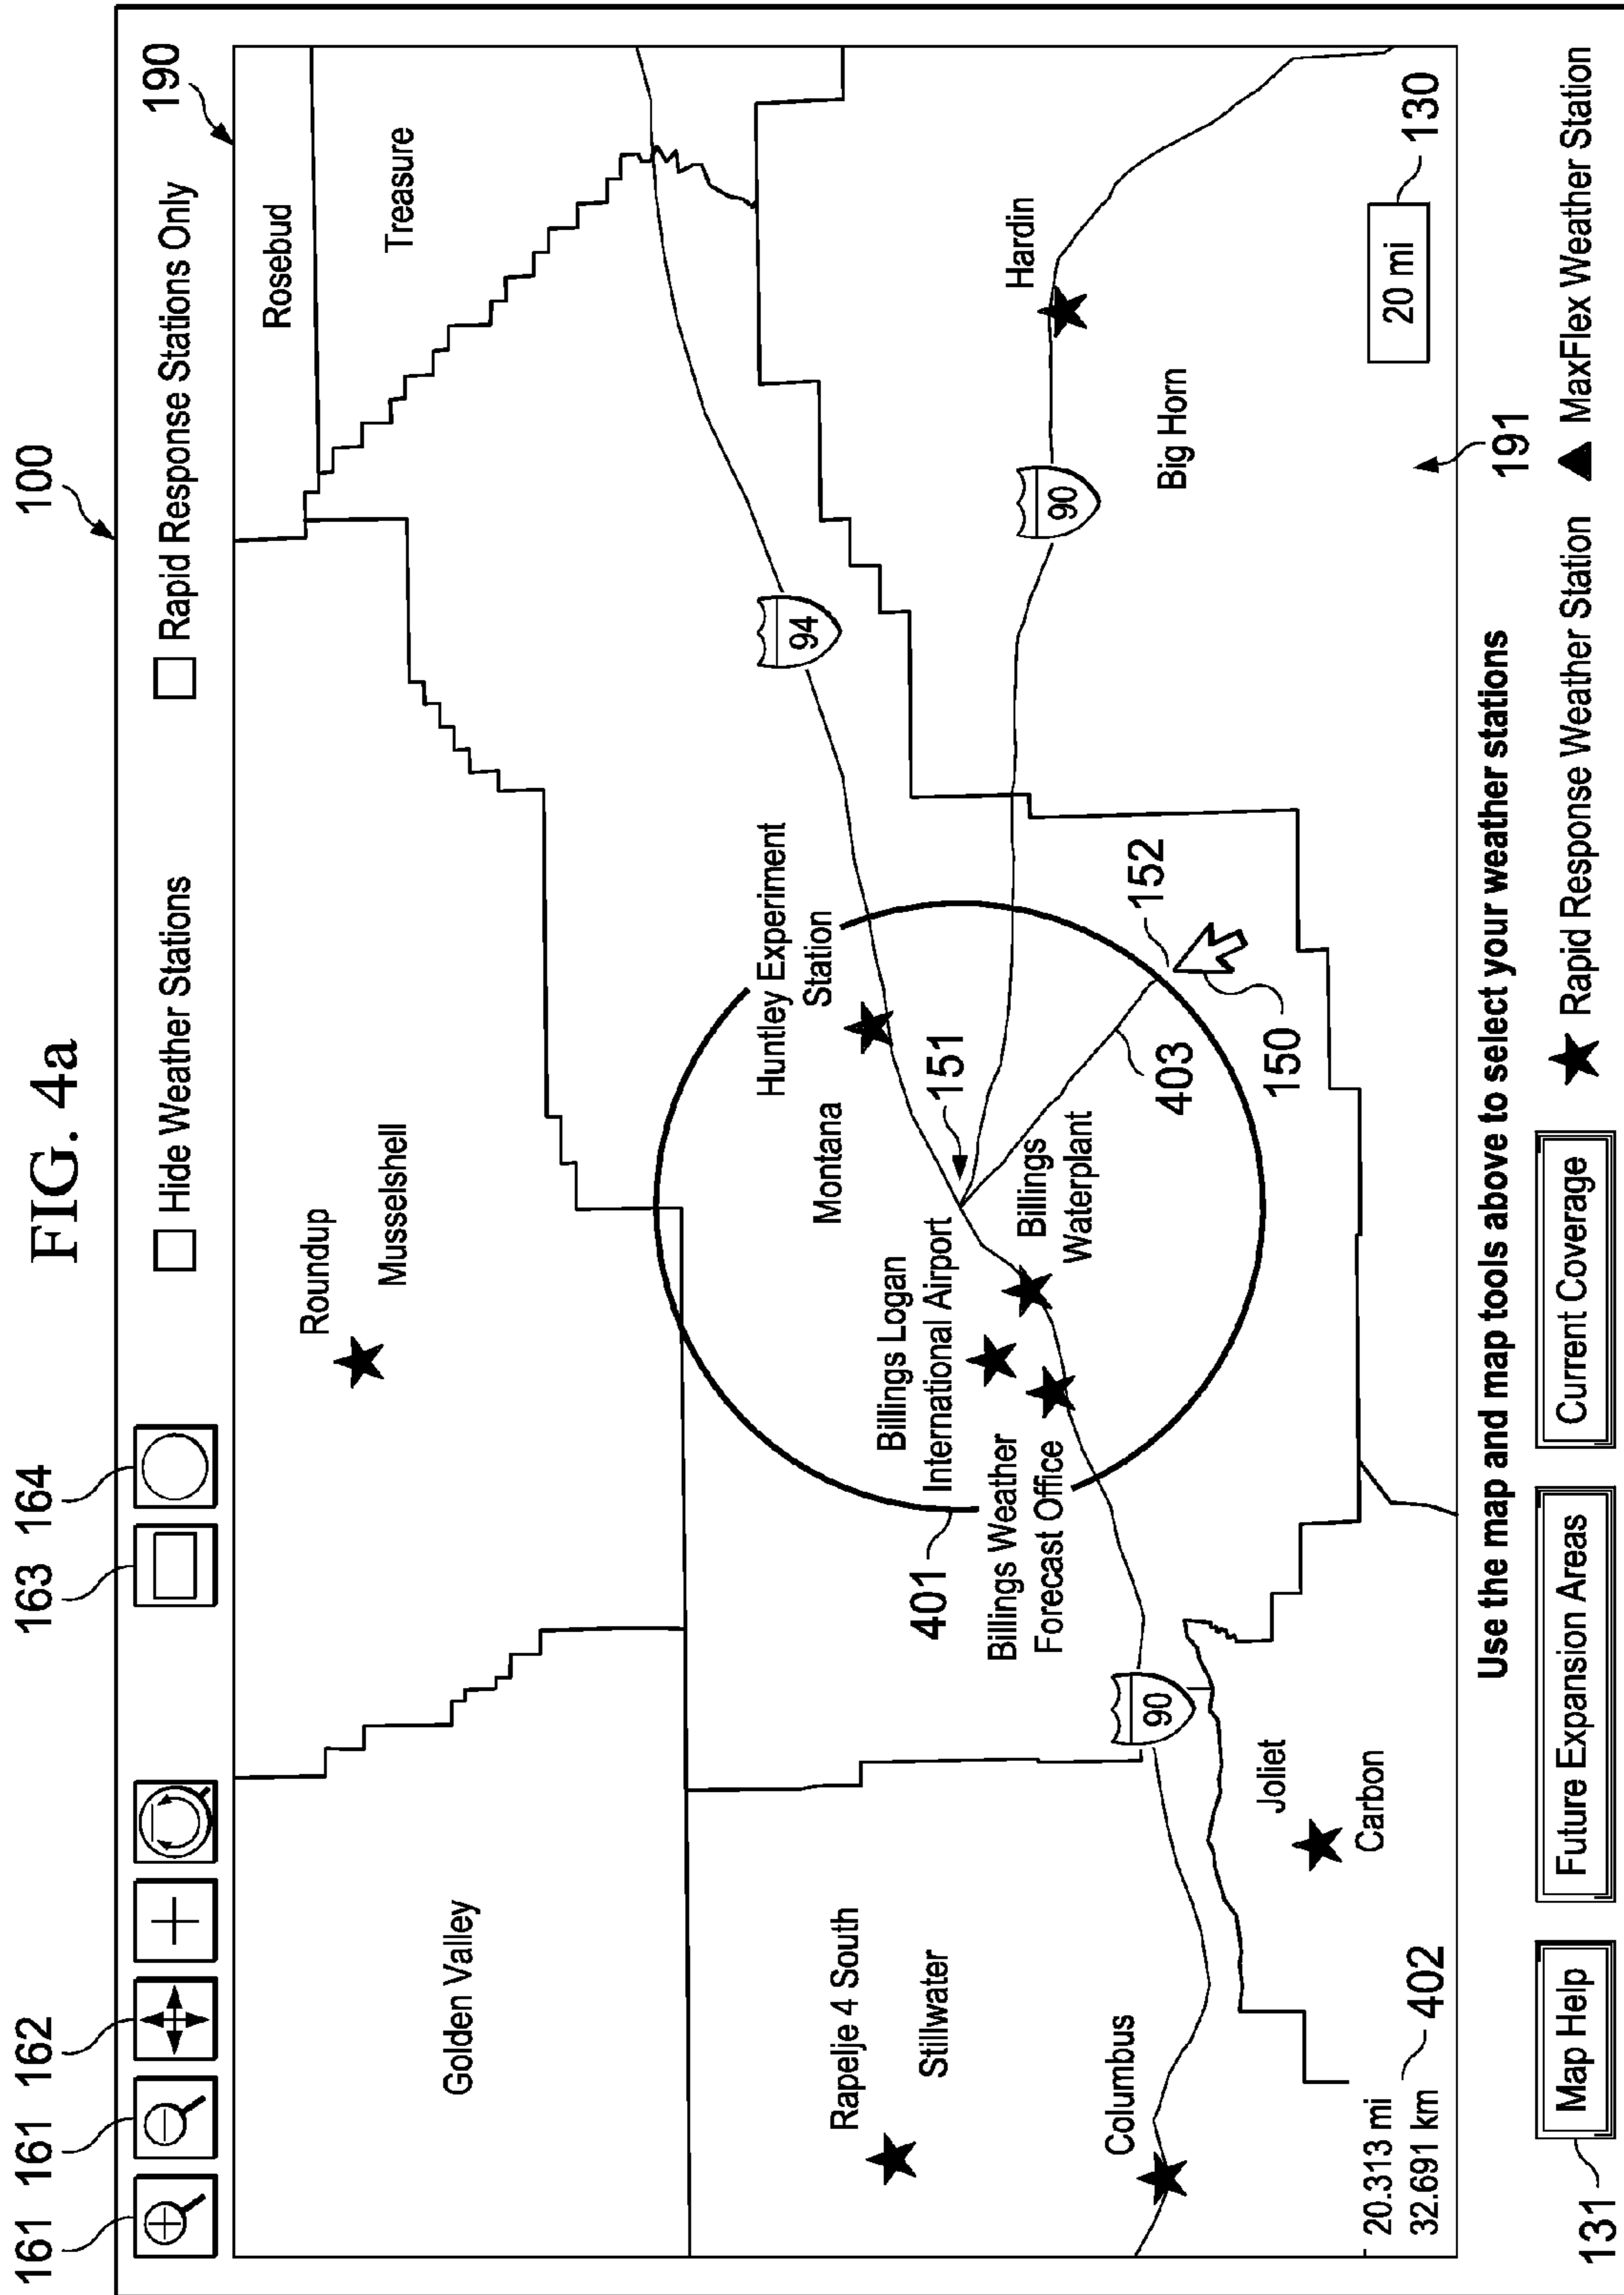 FIG. 4a
100
161
161
162
163
164
190
Hide Weather Stations
Rapid Response Stations Only
Rosebud
Treasure
Roundup
Musselshell
Golden Valley
Huntley Experiment
Station
94
Montana
Billings Logan
International Airport
151
Rapelje 4 South
Stillwater
401
Billings Weather
Forecast Office
Billings
Waterplant
Hardin
90
152
403
Big Horn
150
Columbus
90
Joliet
Carbon
20.313 mi
32.691 km
402
20 mi
130
191
Use the map and map tools above to select your weather stations
131
Map Help
Future Expansion Areas
Current Coverage
Rapid Response Weather Station
MaxFlex Weather Station